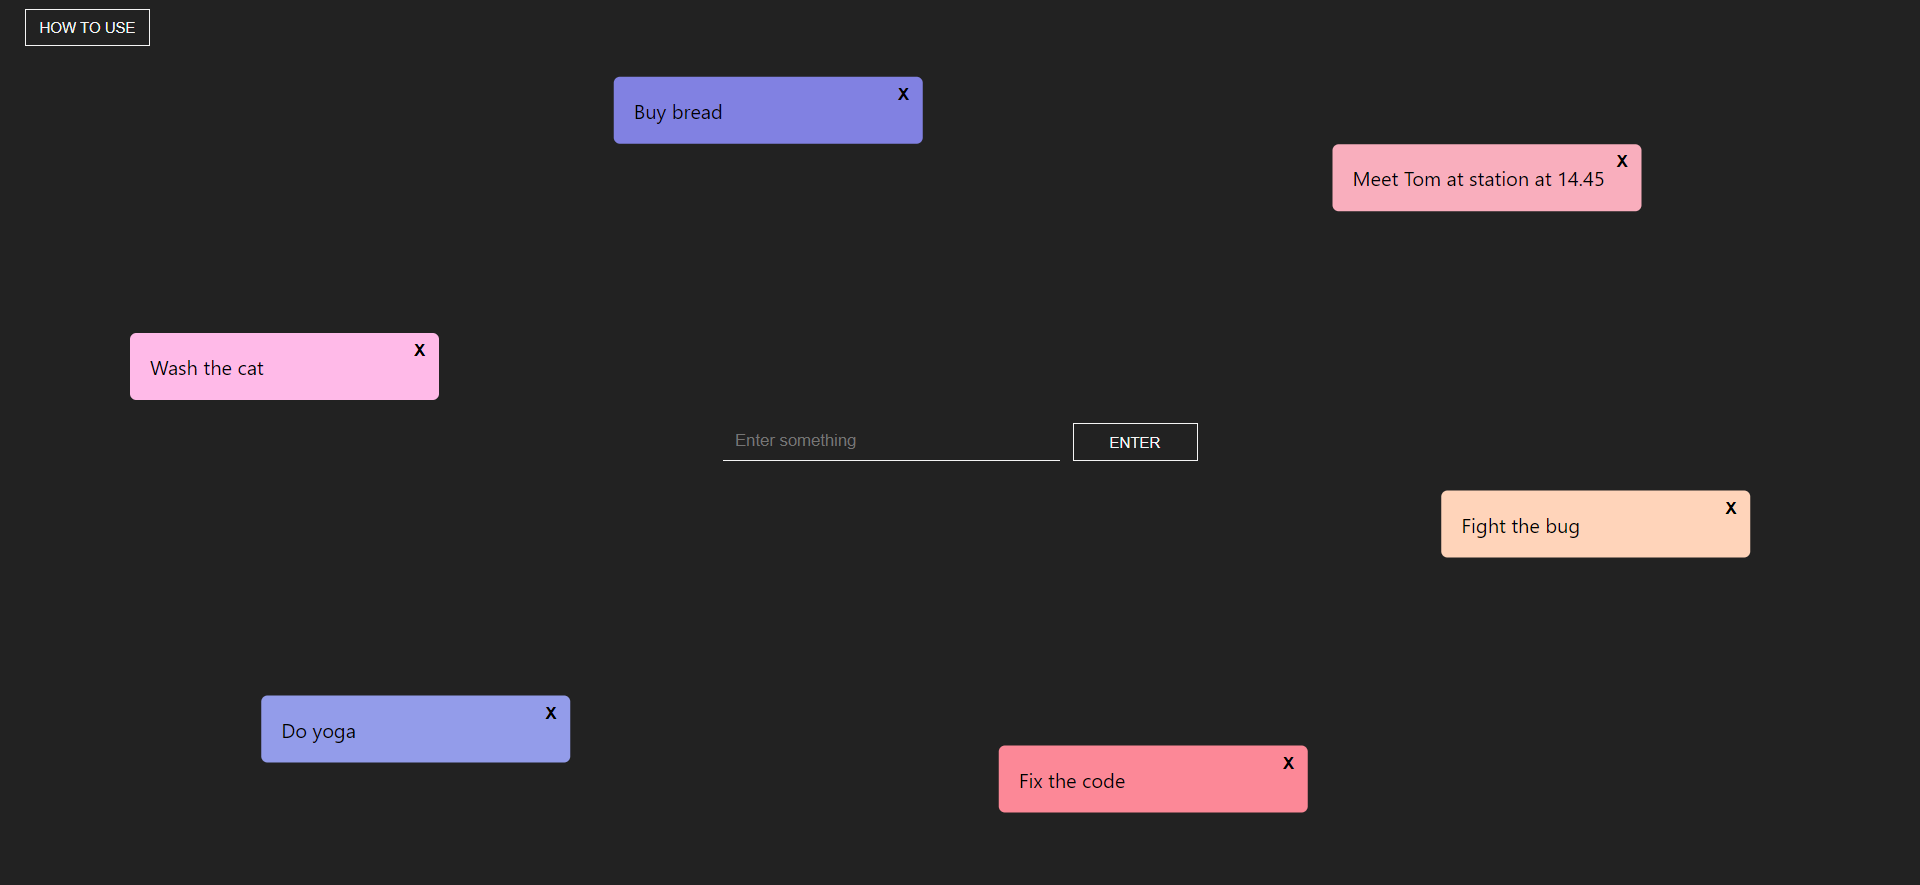 HOW TO USE
X
Buy bread
X
Meet Tom at station at 14.45
X
Wash the cat
Enter something
ENTER
X
Fight the bug
X
Do yoga
X
Fix the code